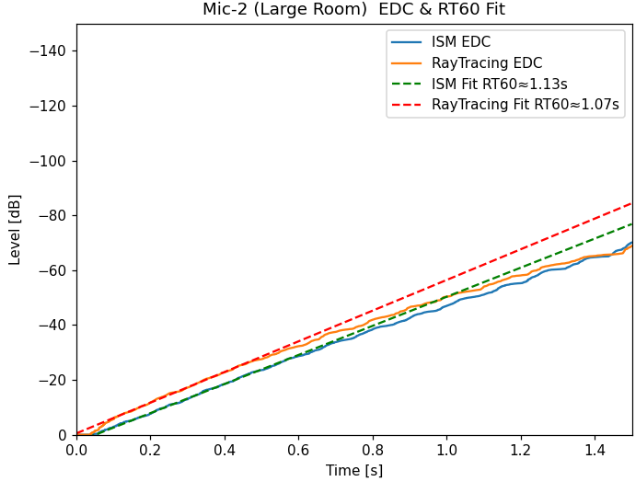 Mic-2 (Large Room)  EDC & RT60 Fit
ISM EDC
RayTracing EDC
ISM Fit RT60≈1.13s
RayTracing Fit RT60≈1.07s
Level [dB]
−140
−120
−100
−80
−60
−40
−20
0
0.0
0.2
0.4
0.6
0.8
1.0
1.2
1.4
Time [s]